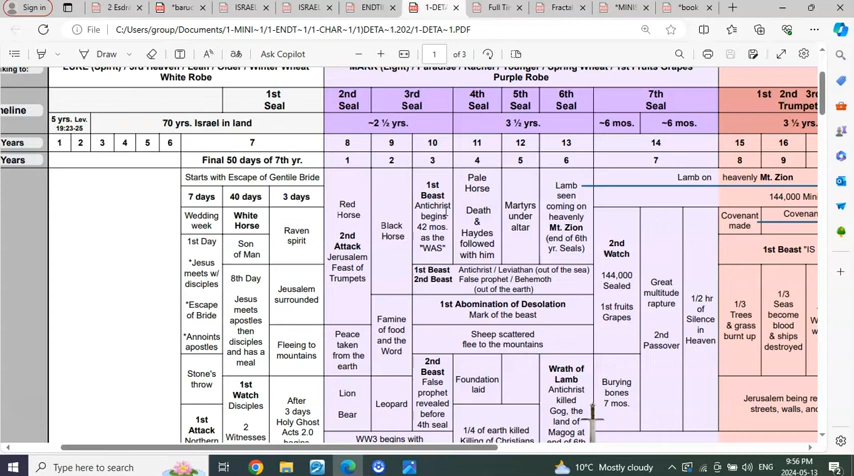 Sign in
2 Esdre
*baruc
ISRAEL
ISRAEL
ENDTII
1-DETA
Full Tin
Fractal
*MINIS
*book
File
C:/Users/group/Documents/1-MINI~1/1-ENDT~1/1-CHAR~1/1)DETA~1.202/1-DETA~1.PDF
Draw
Ask Copilot
1
of 3
White Robe
Purple Robe
1st Seal
2nd Seal
3rd Seal
4th Seal
5th Seal
6th Seal
7th Seal
1st 2nd 3r
Trumpet
meline
5 yrs. Lev. 19:23-25
70 yrs. Israel in land
~2 ½ yrs.
3 ½ yrs.
~6 mos.
~6 mos.
3 ½ yrs.
Years
1 2 3 4 5 6 7 8 9 10 11 12 13 14 15 16
Years
Final 50 days of 7th yr.
1 2 3 4 5 6 7 8 9
Starts with Escape of Gentile Bride
7 days
40 days
3 days
Wedding week
1st Day
*Jesus meets w/ disciples
*Escape of Bride
*Annoints apostles
Stone's throw
1st Attack
Northern
White Horse
Son of Man
8th Day
Jesus meets apostles then disciples and has a meal
1st Watch
Disciples
2 Witnesses
Raven spirit
Jerusalem surrounded
Fleeing to mountains
After 3 days Holy Ghost Acts 2.0
Red Horse
2nd Attack
Jerusalem Feast of Trumpets
Peace taken from the earth
Lion
Bear
Black Horse
Famine of food and the Word
Leopard
WW3 begins with
1st Beast
Antichrist begins 42 mos. as the "WAS"
Pale Horse
Death & Haydes followed with him
Martyrs under altar
Lamb seen coming on heavenly Mt. Zion (end of 6th yr. Seals)
1st Beast Antichrist / Leviathan (out of the sea)
2nd Beast False prophet / Behemoth
(out of the earth)
1st Abomination of Desolation
Mark of the beast
Sheep scattered
flee to the mountains
2nd Beast
False prophet revealed before 4th seal
Foundation laid
1/4 of earth killed
Killing of Christians
Wrath of Lamb
Antichrist killed Gog, the land of Magog at end of 6th
Lamb on heavenly Mt. Zion
2nd Watch
144,000 Sealed
1st fruits Grapes
Burying bones 7 mos.
Great multitude rapture
2nd Passover
1/2 hr of Silence in Heaven
144,000 Mini
Covenant made
Covenan
1st Beast "IS
1/3 Trees & grass burnt up
1/3 Seas become blood & ships destroyed
Jerusalem being re
streets, walls, and
Type here to search
10°C Mostly cloudy
ENG
9:56 PM
2024-05-13